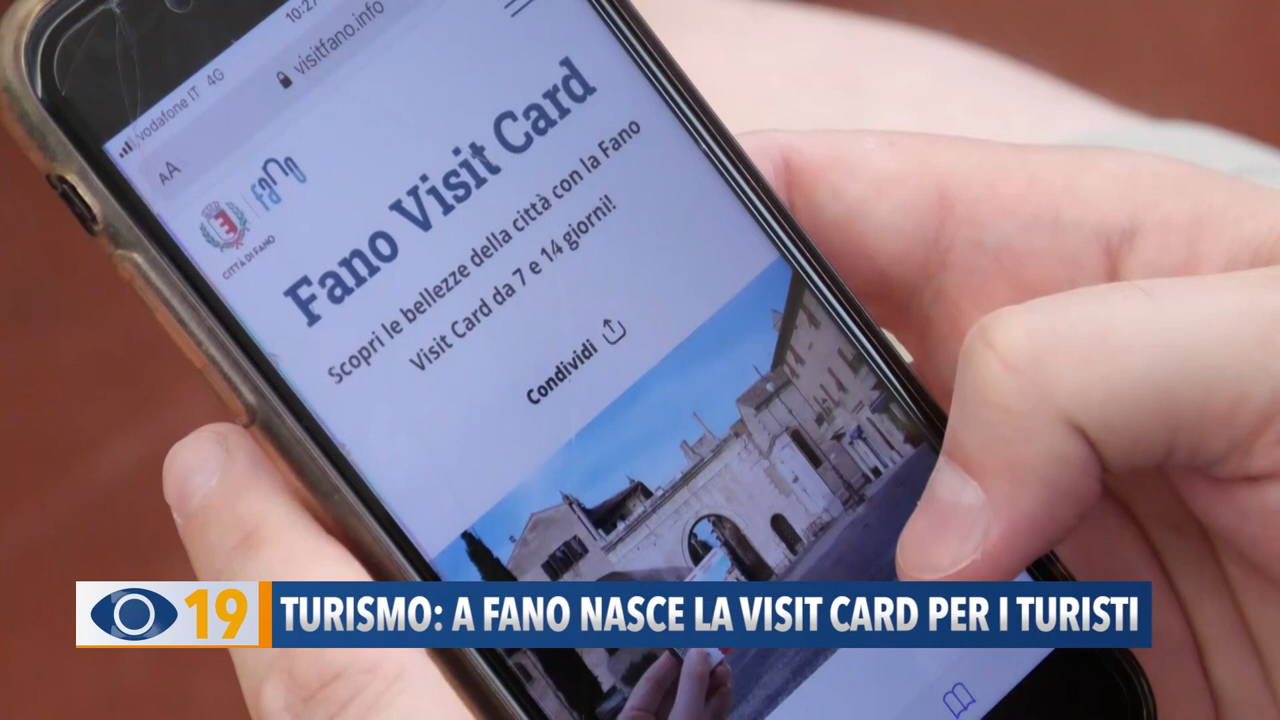 vodafone IT 4G
10:27
AA
visitfano.info
CITTÀ DI FANO
fano
Fano Visit Card
Scopri le bellezze della città con la Fano
Visit Card da 7 e 14 giorni!
Condividi
19
TURISMO: A FANO NASCE LA VISIT CARD PER I TURISTI